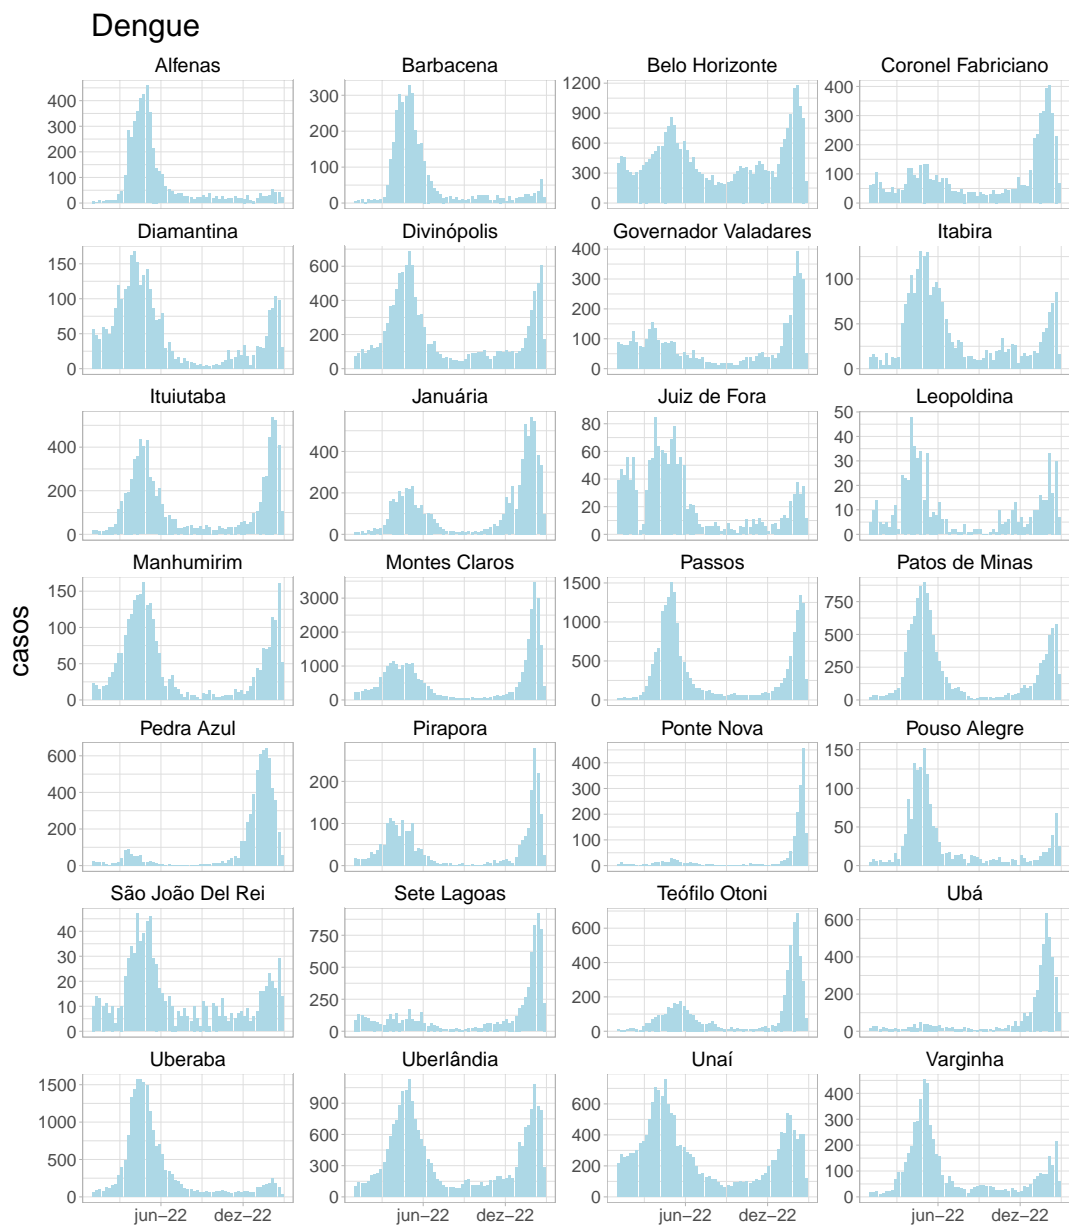 Dengue
Alfenas Barbacena Belo Horizonte Coronel Fabriciano
400 300 200 100 0
300 200 100 0
1200 900 600 300 0
400 300 200 100 0
Diamantina Divinópolis Governador Valadares Itabira
150 100 50 0
600 400 200 0
400 300 200 100 0
100 50 0
Ituiutaba Januária Juiz de Fora Leopoldina
400 200 0
400 200 0
80 60 40 20 0
50 40 30 20 10 0
Manhumirim Montes Claros Passos Patos de Minas
150 100 50 0
3000 2000 1000 0
1500 1000 500 0
750 500 250 0
casos
Pedra Azul Pirapora Ponte Nova Pouso Alegre
600 400 200 0
200 100 0
400 300 200 100 0
150 100 50 0
São João Del Rei Sete Lagoas Teófilo Otoni Ubá
40 30 20 10 0
750 500 250 0
600 400 200 0
600 400 200 0
Uberaba Uberlândia Unaí Varginha
1500 1000 500 0
900 600 300 0
600 400 200 0
400 300 200 100 0
jun–22 dez–22 jun–22 dez–22 jun–22 dez–22 jun–22 dez–22